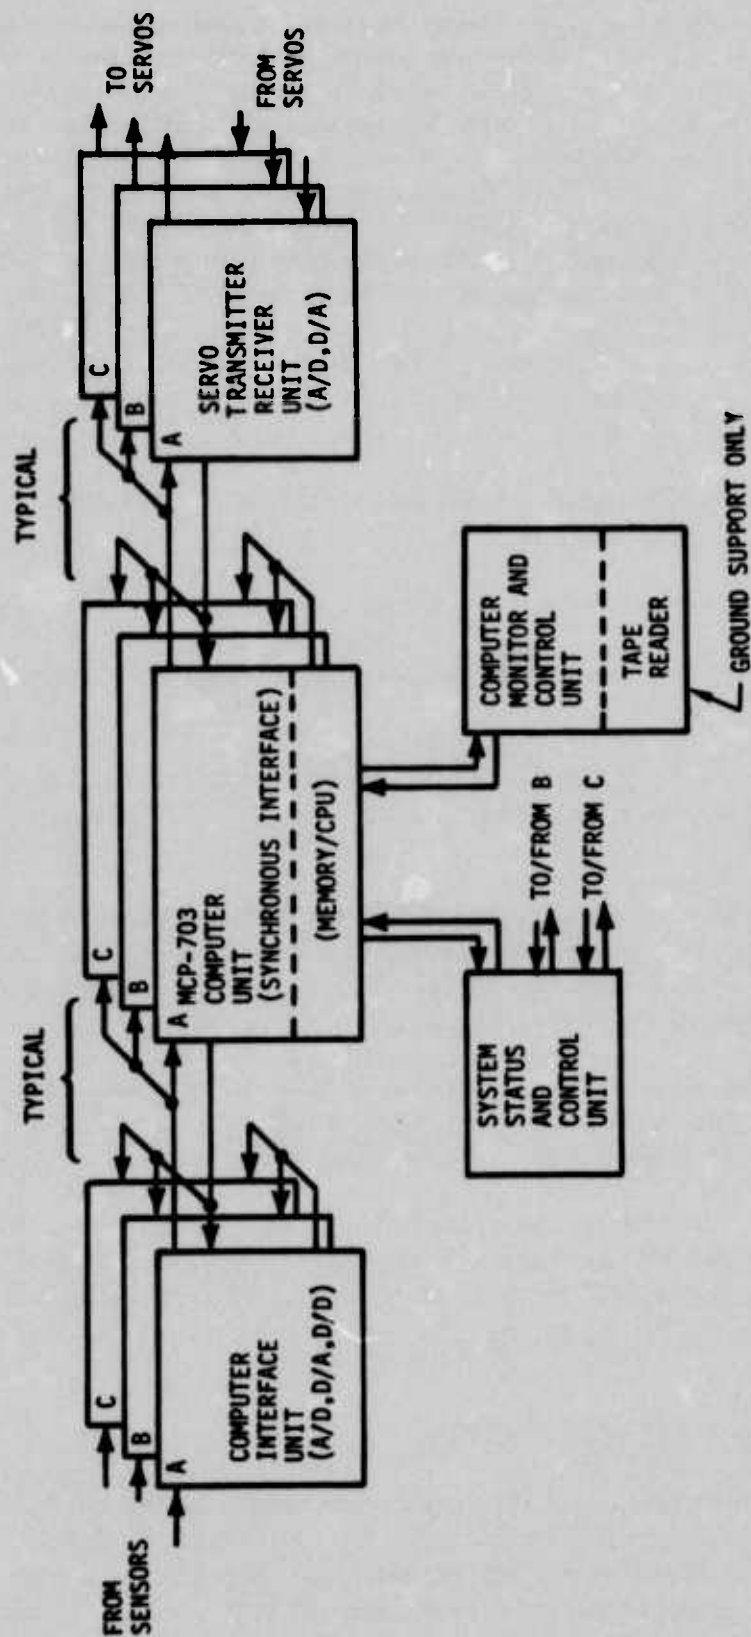 FROM
SENSORS
A
B
C
COMPUTER
INTERFACE
UNIT
(A/D,D/A,D/D)
TYPICAL
A
B
C
MCP-703
COMPUTER
UNIT
(SYNCHRONOUS INTERFACE)
(MEMORY/CPU)
TYPICAL
A
B
C
SERVO
TRANSMITTER
RECEIVER
UNIT
(A/D,D/A)
TO
SERVOS
FROM
SERVOS
SYSTEM
STATUS
AND
CONTROL
UNIT
TO/FROM B
TO/FROM C
COMPUTER
MONITOR AND
CONTROL
UNIT
TAPE
READER
GROUND SUPPORT ONLY